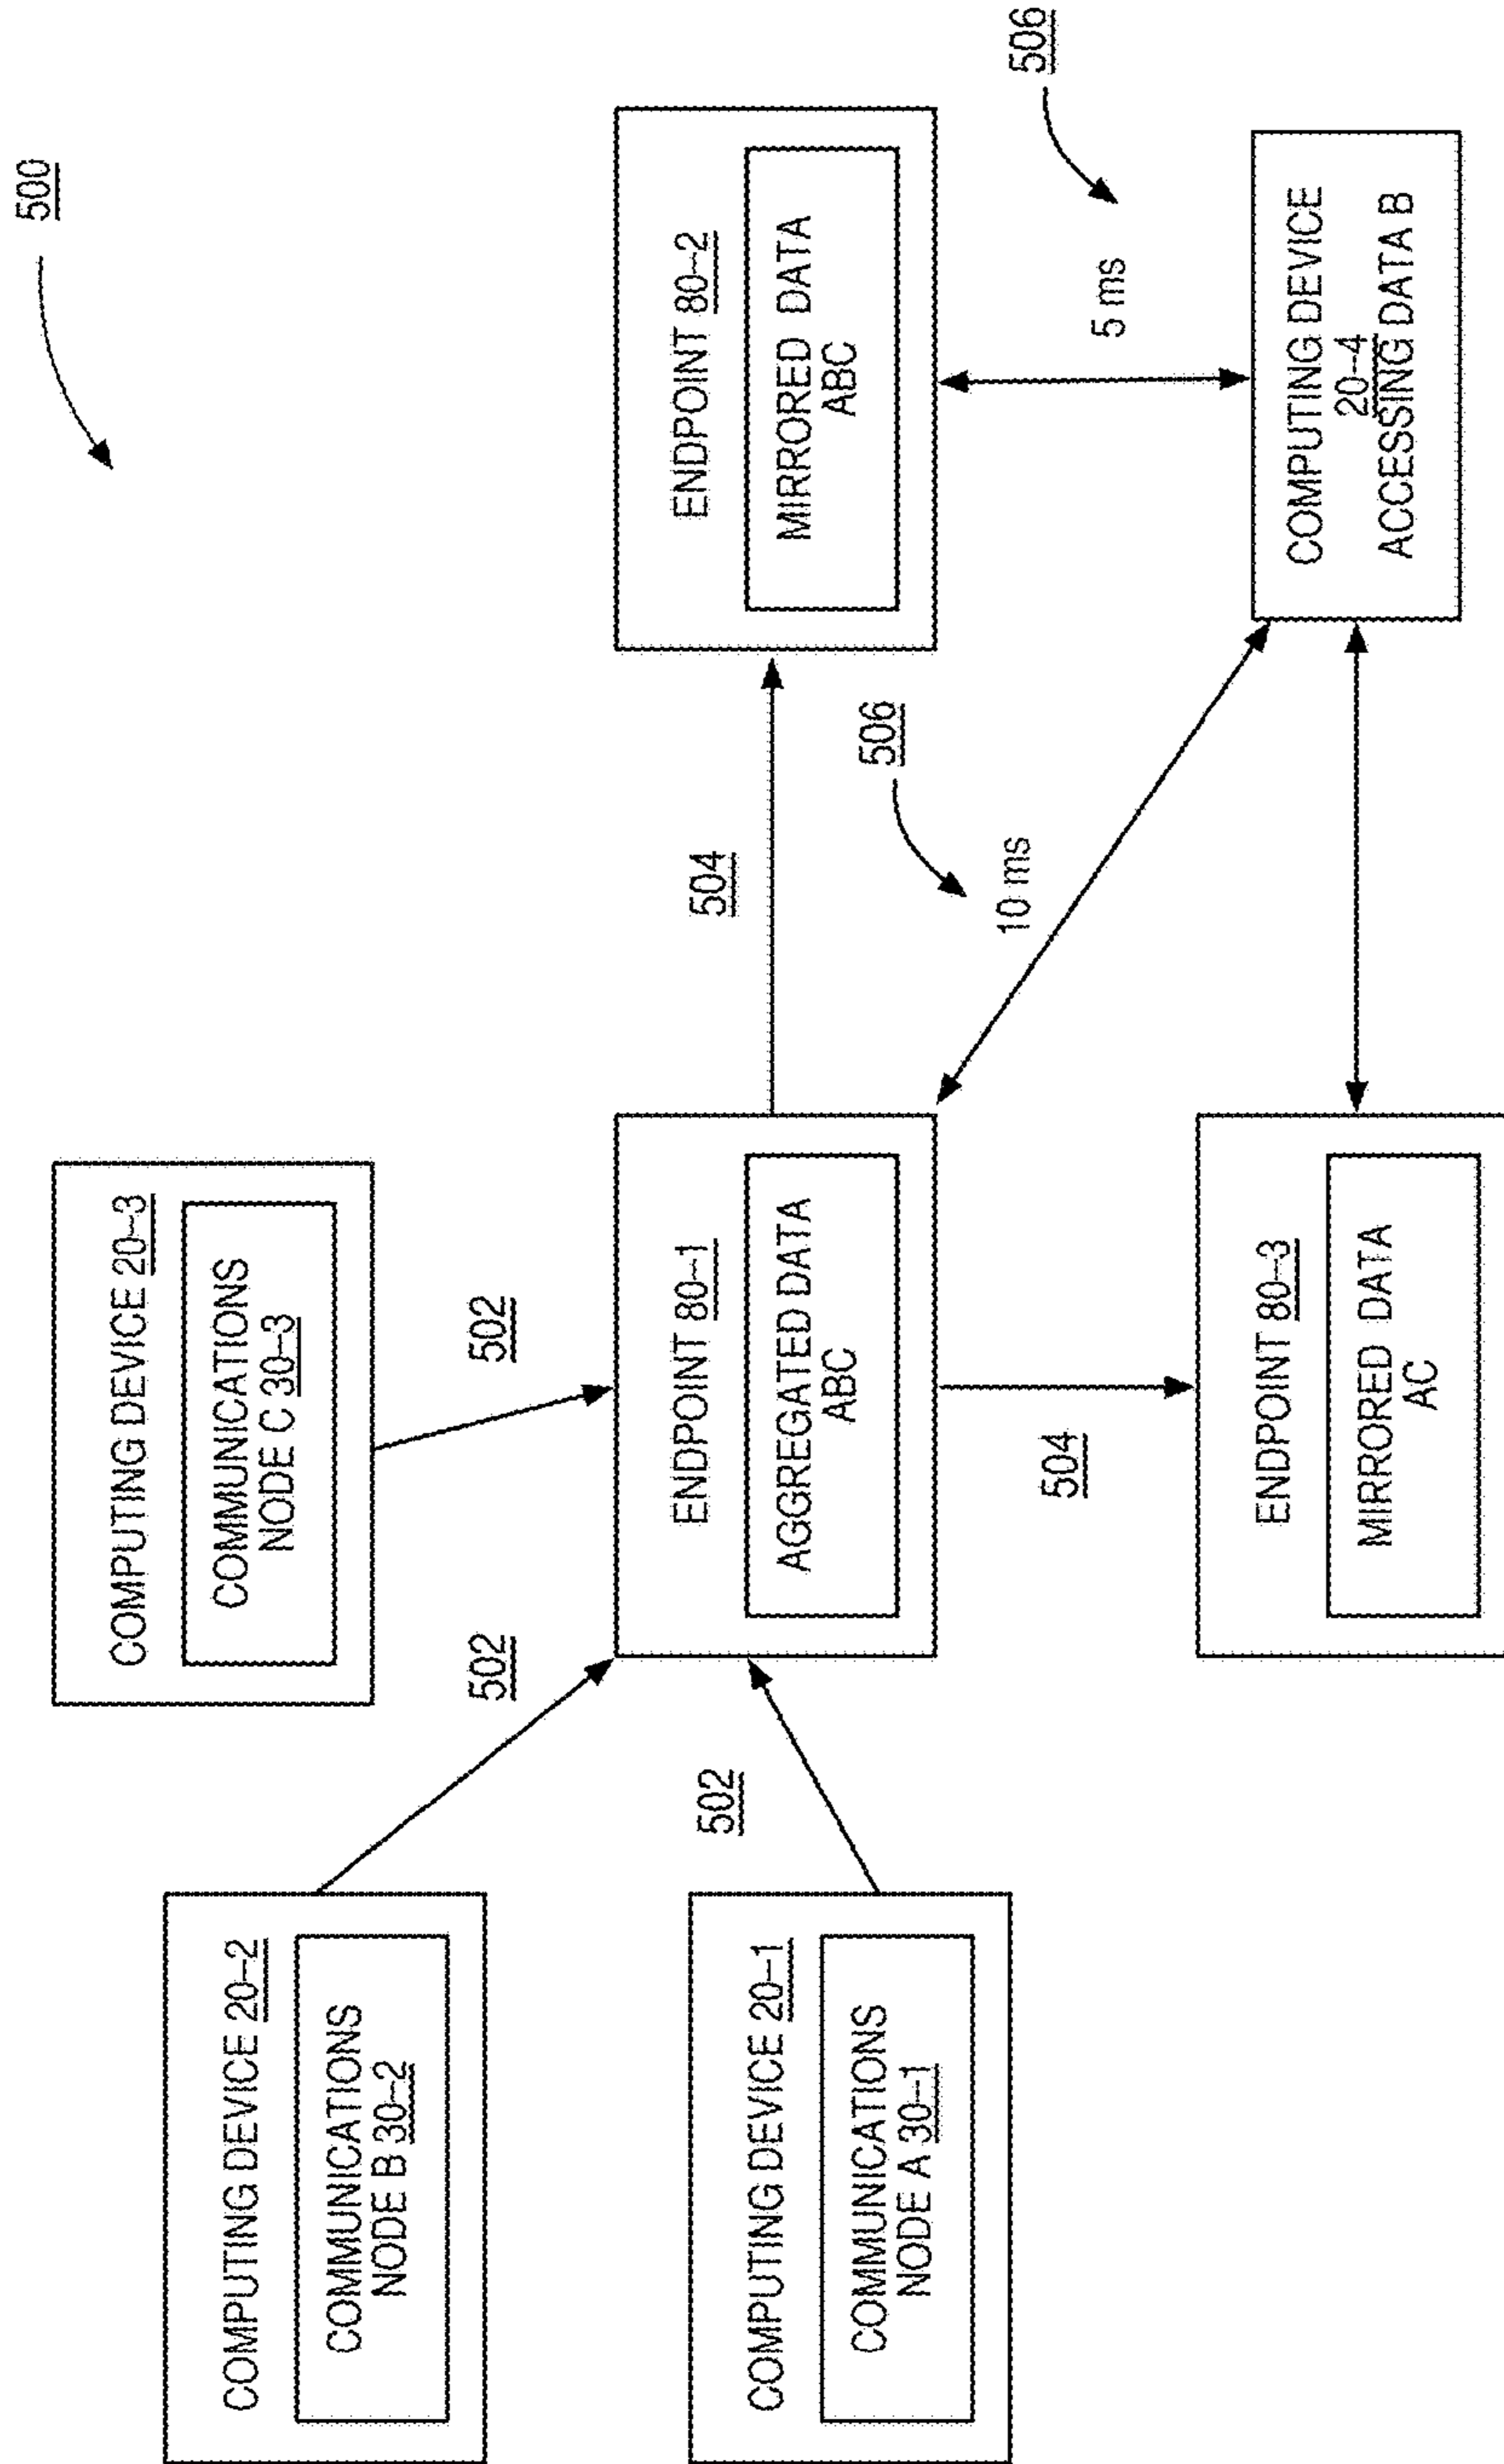 500
COMPUTING DEVICE 20-3
COMMUNICATIONS
NODE C 30-3
COMPUTING DEVICE 20-2
COMMUNICATIONS
NODE B 30-2
502
502
ENDPOINT 80-1
AGGREGATED DATA
ABC
504
ENDPOINT 80-2
MIRRORED DATA
ABC
COMPUTING DEVICE 20-1
COMMUNICATIONS
NODE A 30-1
502
506
10 ms
5 ms
506
504
ENDPOINT 80-3
MIRRORED DATA
AC
COMPUTING DEVICE
20-4
ACCESSING DATA B